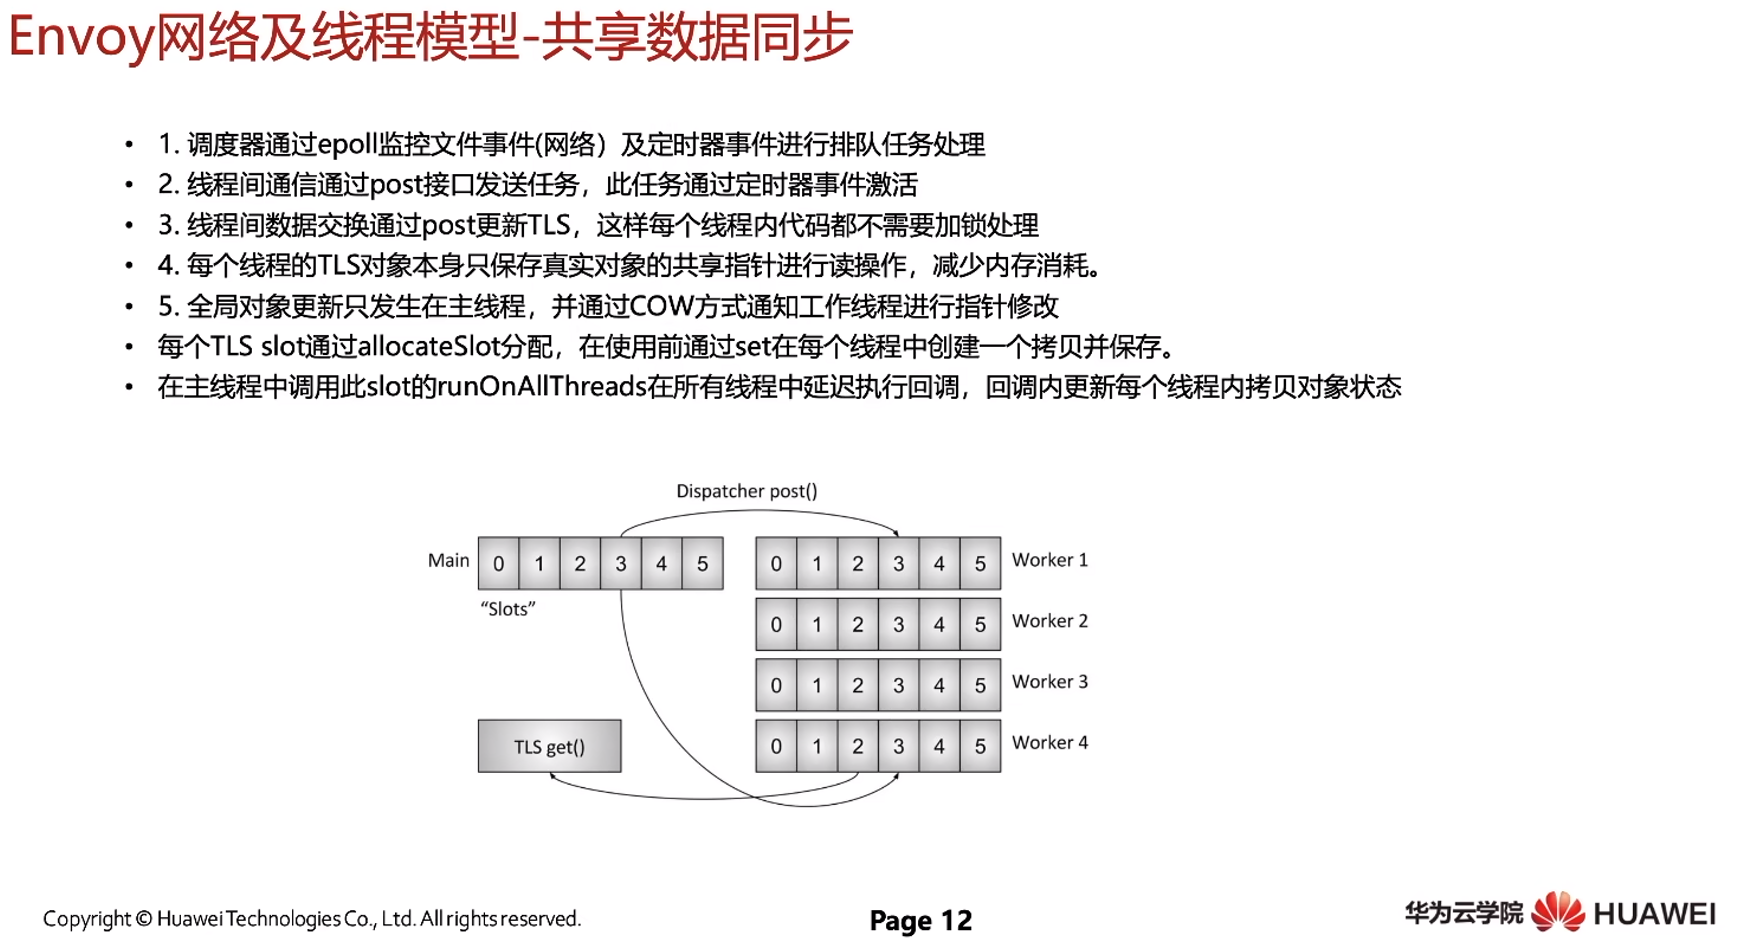 Envoy网络及线程模型-共享数据同步
• 1. 调度器通过epoll监控文件事件(网络）及定时器事件进行排队任务处理
• 2. 线程间通信通过post接口发送任务，此任务通过定时器事件激活
• 3. 线程间数据交换通过post更新TLS，这样每个线程内代码都不需要加锁处理
• 4. 每个线程的TLS对象本身只保存真实对象的共享指针进行读操作，减少内存消耗。
• 5. 全局对象更新只发生在主线程，并通过COW方式通知工作线程进行指针修改
• 每个TLS slot通过allocateSlot分配，在使用前通过set在每个线程中创建一个拷贝并保存。
• 在主线程中调用此slot的runOnAllThreads在所有线程中延迟执行回调，回调内更新每个线程内拷贝对象状态
Dispatcher post()
Main 0 1 2 3 4 5 0 1 2 3 4 5 Worker 1
“Slots”
0 1 2 3 4 5 Worker 2
0 1 2 3 4 5 Worker 3
TLS get() 0 1 2 3 4 5 Worker 4
Copyright © Huawei Technologies Co., Ltd. All rights reserved.
Page 12
华为云学院 HUAWEI